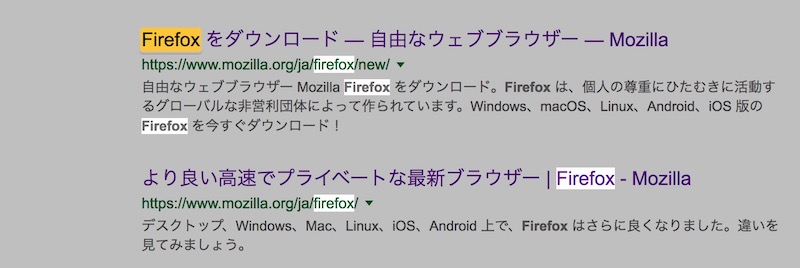 Firefox をダウンロード — 自由なウェブブラウザー — Mozilla
https://www.mozilla.org/ja/firefox/new/
自由なウェブブラウザー Mozilla Firefox をダウンロード。Firefox は、個人の尊重にひたむきに活動す
るグローバルな非営利団体によって作られています。Windows、macOS、Linux、Android、iOS 版の
Firefox を今すぐダウンロード！
より良い高速でプライベートな最新ブラウザー | Firefox - Mozilla
https://www.mozilla.org/ja/firefox/
デスクトップ、Windows、Mac、Linux、iOS、Android 上で、Firefox はさらに良くなりました。違いを
見てみましょう。